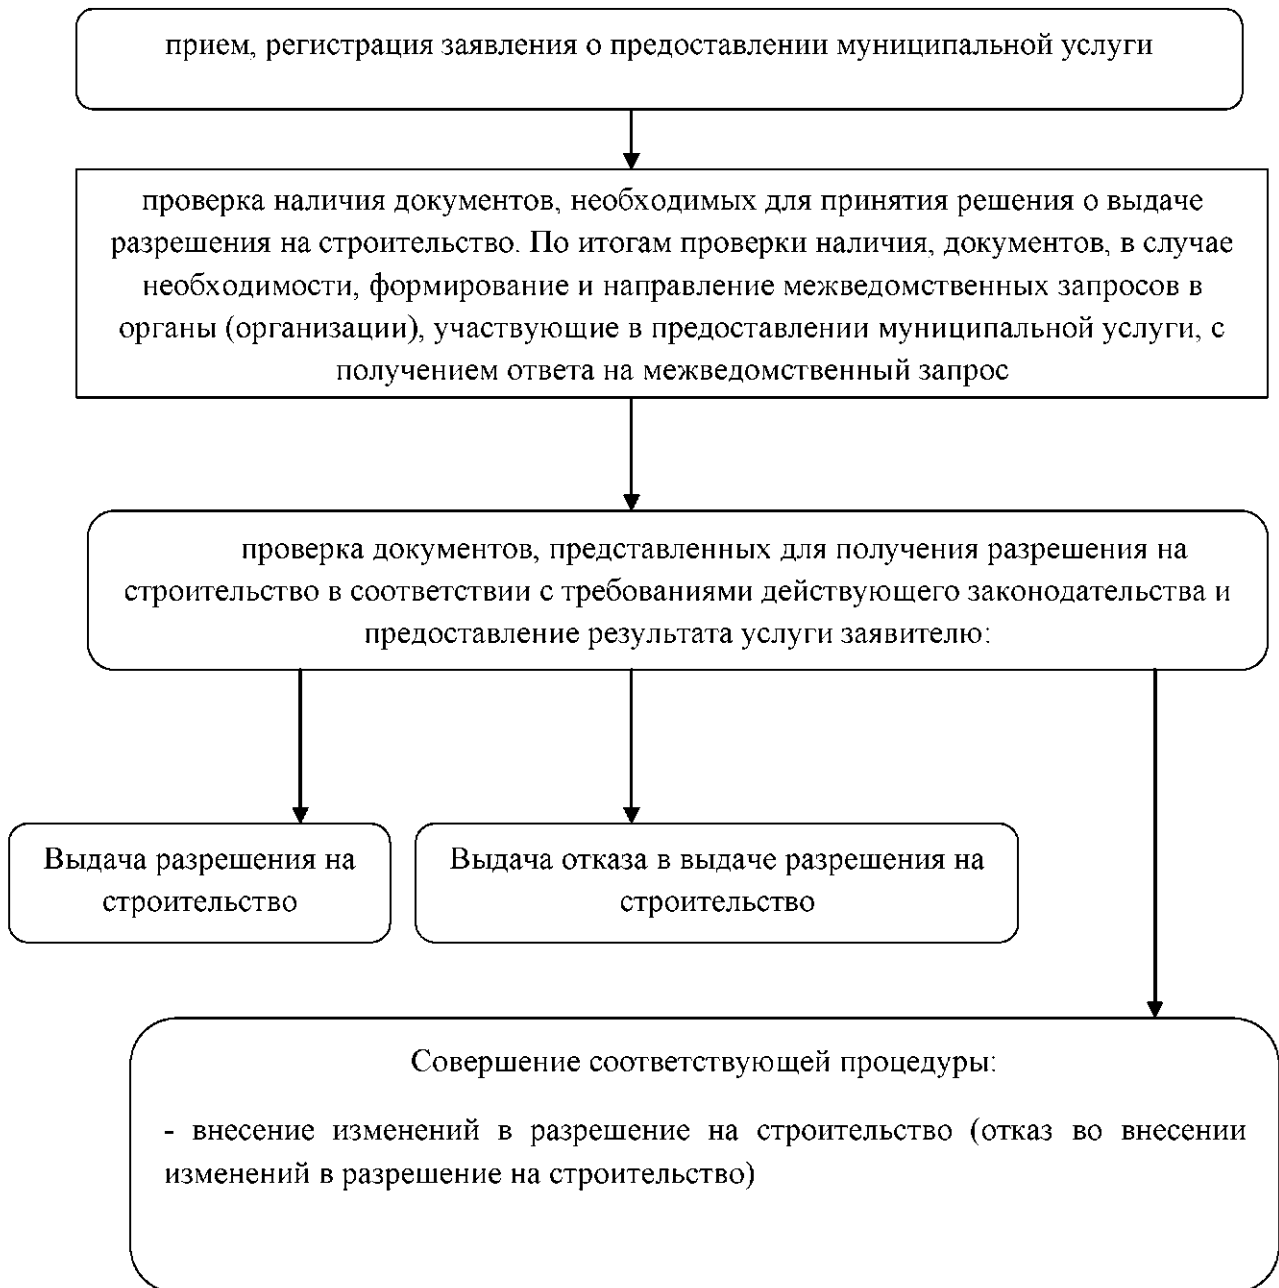 прием, регистрация заявления о предоставлении муниципальной услуги
проверка наличия документов, необходимых для принятия решения о выдаче
разрешения на строительство. По итогам проверки наличия, документов, в случае
необходимости, формирование и направление межведомственных запросов в
органы (организации), участвующие в предоставлении муниципальной услуги, с
получением ответа на межведомственный запрос
проверка документов, представленных для получения разрешения на
строительство в соответствии с требованиями действующего законодательства и
предоставление результата услуги заявителю:
Выдача разрешения на
строительство
Выдача отказа в выдаче разрешения на
строительство
Совершение соответствующей процедуры:
- внесение изменений в разрешение на строительство (отказ во внесении
изменений в разрешение на строительство)